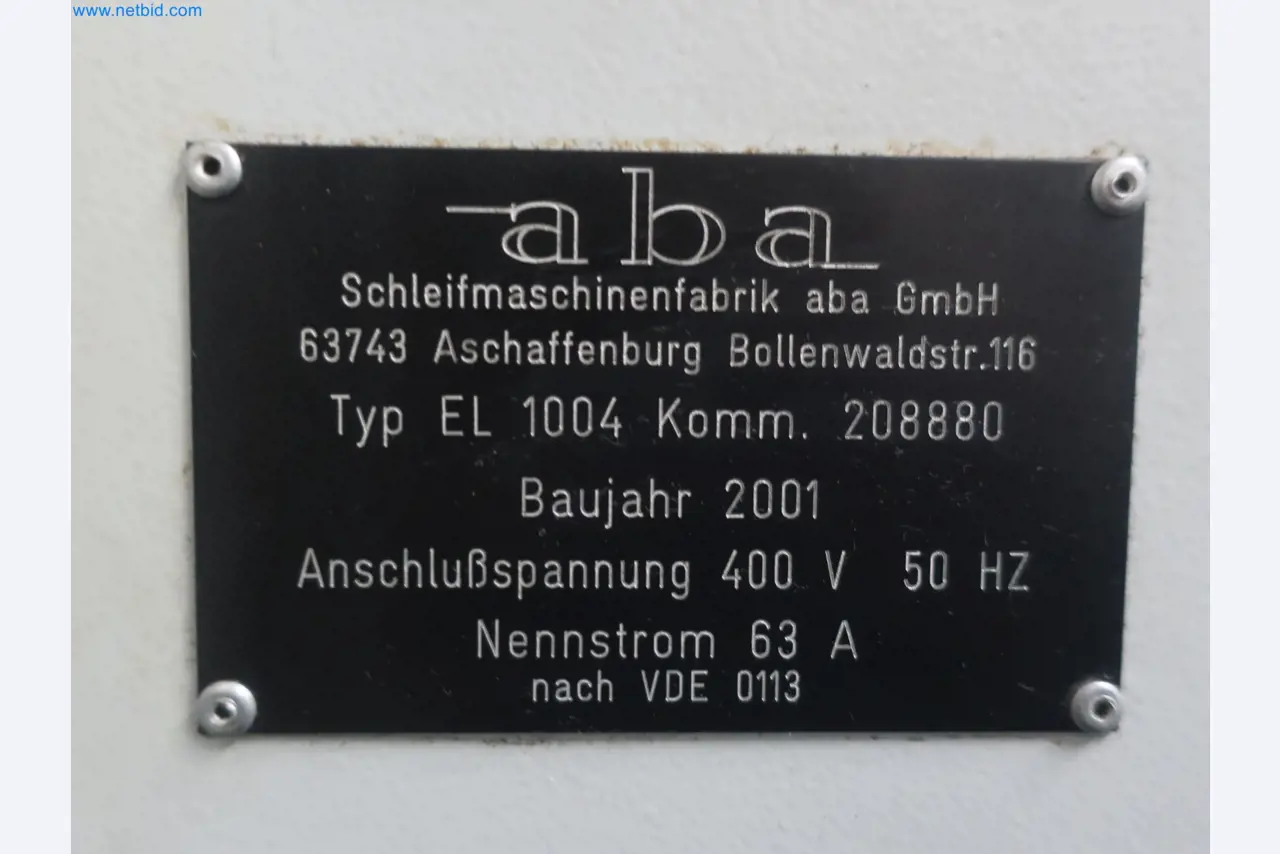 www.netbid.com
aba
Schleifmaschinenfabrik aba GmbH
63743 Aschaffenburg Bollenwaldstr.116
Typ EL 1004 Komm. 208880
Baujahr 2001
Anschlußspannung 400 V 50 HZ
Nennstrom 63 A
nach VDE 0113